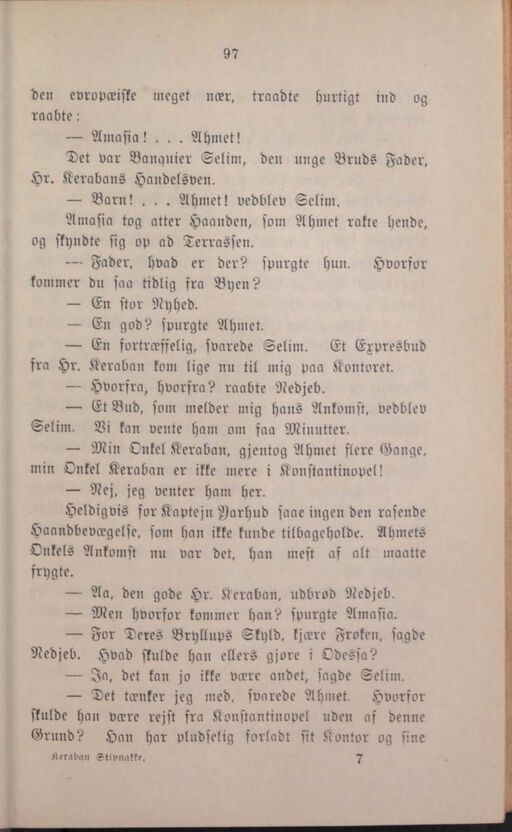 97
den evropæiske meget nær, traadte hurtigt ind og
raabte:
— Amasia! . . . Ahmet!
Det var Banquier Selim, den unge Bruds Fader,
Hr. Kerabans Handelsven.
— Barn! . . . Ahmet! vedblev Selim.
Amasia tog atter Haanden, som Ahmet rakte hende,
og skyndte sig op ad Terrassen.
— Fader, hvad er der? spurgte hun. Hvorfor
kommer du saa tidlig fra Byen?
— En stor Nyhed.
— En god? spurgte Ahmet.
— En fortræffelig, svarede Selim. Et Expresbud
fra Hr. Keraban kom lige nu til mig paa Kontoret.
— Hvorfra, hvorfra? raabte Nedjeb.
— Et Bud, som melder mig hans Ankomst, vedblev
Selim. Vi kan vente ham om faa Minutter.
— Min Onkel Keraban, gjentog Ahmet flere Gange,
min Onkel Keraban er ikke mere i Konstantinopel!
— Nej, jeg venter ham her.
Heldigvis for Kaptejn Yarhud saae ingen den rasende
Haandbevægelse, som han ikke kunde tilbageholde. Ahmets
Onkels Ankomst nu var det, han mest af alt maatte
frygte.
— Aa, den gode Hr. Keraban, udbrød Nedjeb.
— Men hvorfor kommer han? spurgte Amasia.
— For Deres Bryllups Skyld, kjære Frøken, sagde
Nedjeb. Hvad skulde han ellers gjøre i Odessa?
— Ja, det kan jo ikke være andet, sagde Selim.
— Det tænker jeg med, svarede Ahmet. Hvorfor
skulde han være rejst fra Konstantinopel uden af denne
Grund? Han har pludselig forladt sit Kontor og sine
Keraban Stivnakke. 7